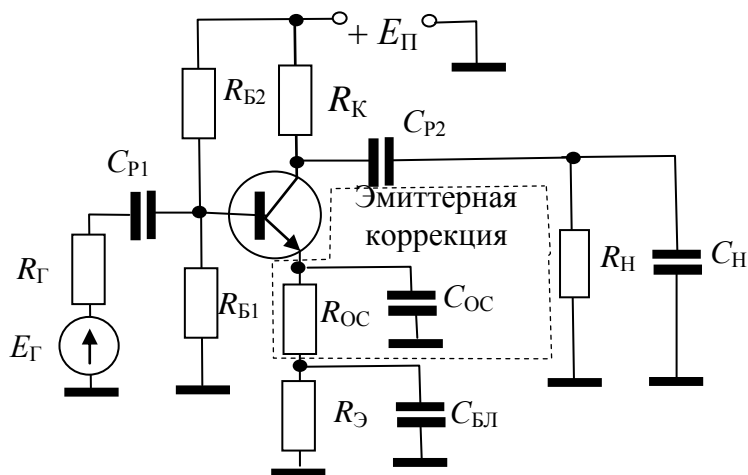 + EП
RБ2
RК
CР2
CР1
Эмиттерная
коррекция
RГ
RБ1
RОС
CОС
RН
CН
EГ
RЭ
CБЛ